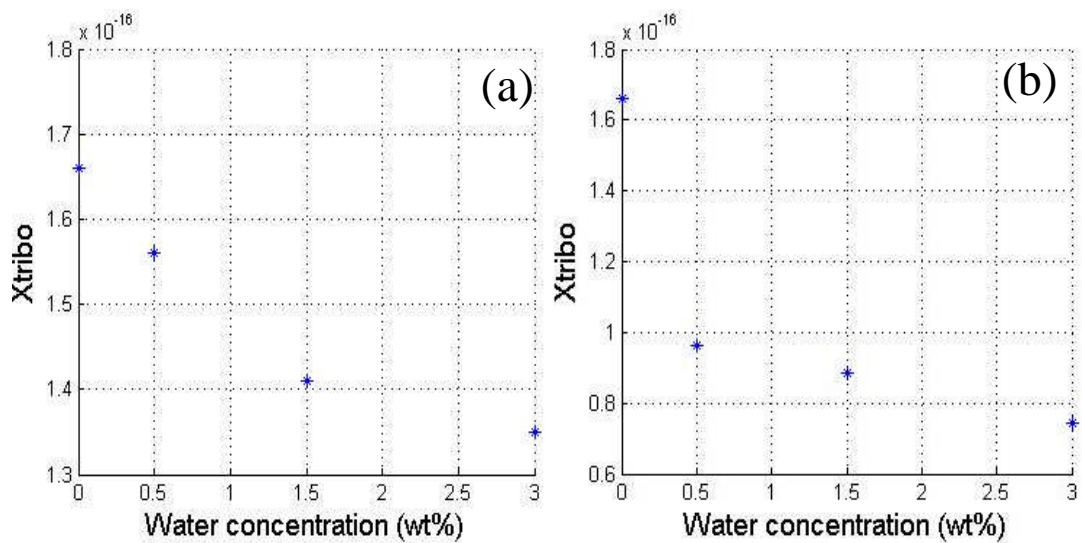 x 10^-16
1.8
1.7
1.6
1.5
1.4
1.3
0 0.5 1 1.5 2 2.5 3
Xtribo
Water concentration (wt%)
(a)
x 10^-16
1.8
1.6
1.4
1.2
1
0.8
0.6
0 0.5 1 1.5 2 2.5 3
Xtribo
Water concentration (wt%)
(b)